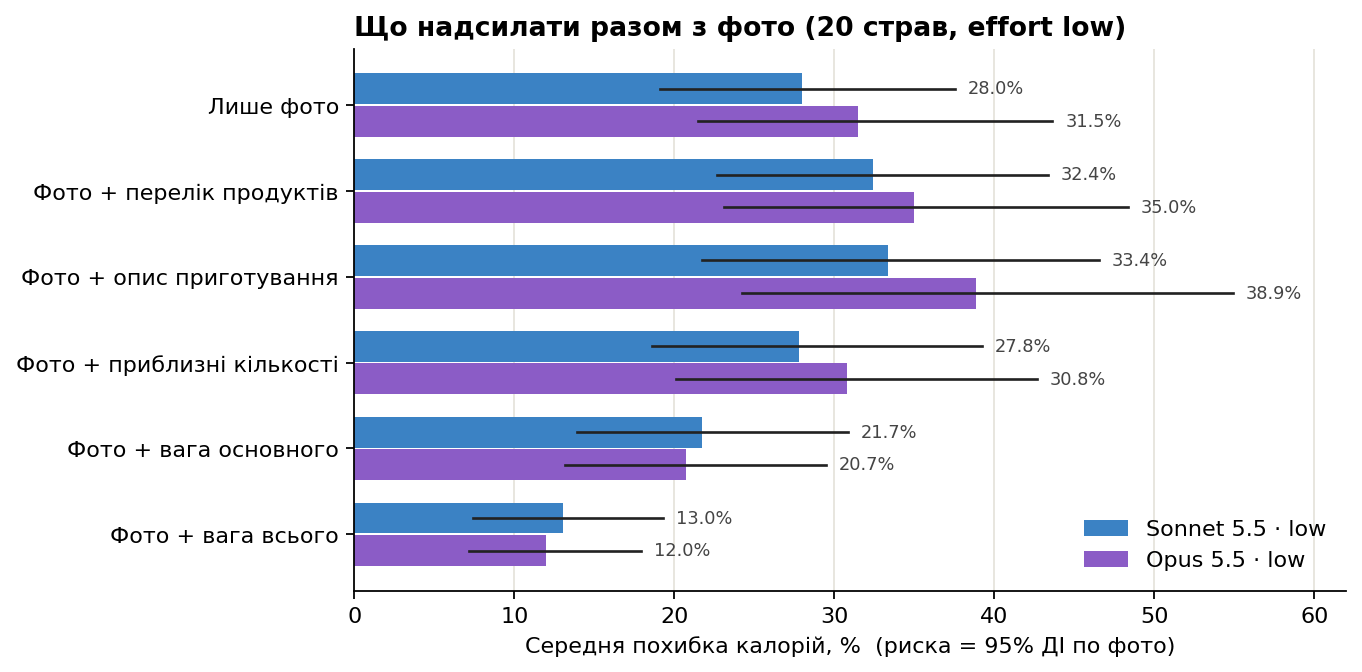 Що надсилати разом з фото (20 страв, effort low)
Лише фото
28.0%
31.5%
Фото + перелік продуктів
32.4%
35.0%
Фото + опис приготування
33.4%
38.9%
Фото + приблизні кількості
27.8%
30.8%
Фото + вага основного
21.7%
20.7%
Фото + вага всього
13.0%
12.0%
Sonnet 5.5 · low
Opus 5.5 · low
0 10 20 30 40 50 60
Середня похибка калорій, % (риска = 95% ДІ по фото)